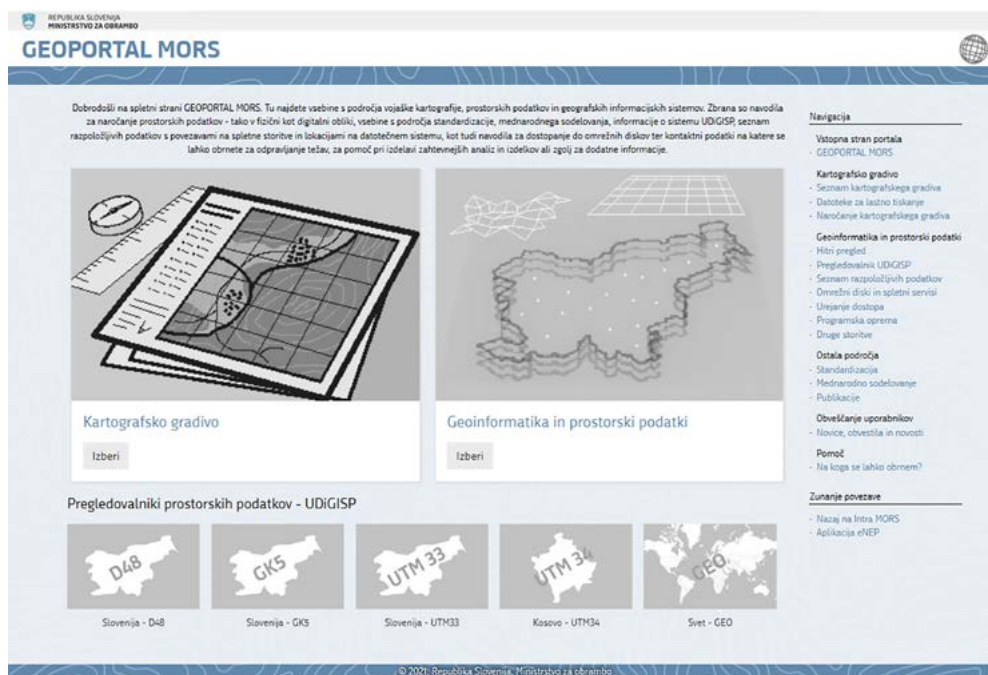 REPUBLIKA SLOVENIJA
MINISTRSTVO ZA OBRAMBO
GEOPORTAL MORS
Dobrodošli na spletni strani GEOPORTAL MORS. Tu najdete vsebine s področja vojaške kartografije, prostorskih podatkov in geografskih informacijskih sistemov. Zbrana so navodila
za naročanje prostorskih podatkov - tako v fizični kot digitalni obliki, vsebine s področja standardizacije, mednarodnega sodelovanja, informacije o sistemu UDiGISP, seznam
razpoložljivih podatkov s povezavami na spletne storitve in lokacijami na datotečnem sistemu, kot tudi navodila za dostopanje do omrežnih diskov ter kontaktni podatki na katere se
lahko obrnete za odpravljanje težav, za pomoč pri izdelavi zahtevnejših analiz in izdelkov ali zgolj za dodatne informacije.
Kartografsko gradivo
Izberi
Geoinformatika in prostorski podatki
Izberi
Pregledovalniki prostorskih podatkov - UDiGISP
D48
GK5
UTM 33
UTM 34
GEO
Slovenija - D48
Slovenija - GK5
Slovenija - UTM33
Kosovo - UTM34
Svet - GEO
Navigacija
Vstopna stran portala
- GEOPORTAL MORS
Kartografsko gradivo
- Seznam kartografskega gradiva
- Datoteke za lastno tiskanje
- Naročanje kartografskega gradiva
Geoinformatika in prostorski podatki
- Hitri pregled
- Pregledovalnik UDiGISP
- Seznam razpoložljivih podatkov
- Omrežni diski in spletni servisi
- Urejanje dostopa
- Programska oprema
- Druge storitve
Ostala področja
- Standardizacija
- Mednarodno sodelovanje
- Publikacije
Obveščanje uporabnikov
- Novice, obvestila in novosti
Pomoč
- Na koga se lahko obrnem?
Zunanje povezave
- Nazaj na Intra MORS
- Aplikacija eNEP
© 2021, Republika Slovenija, Ministrstvo za obrambo